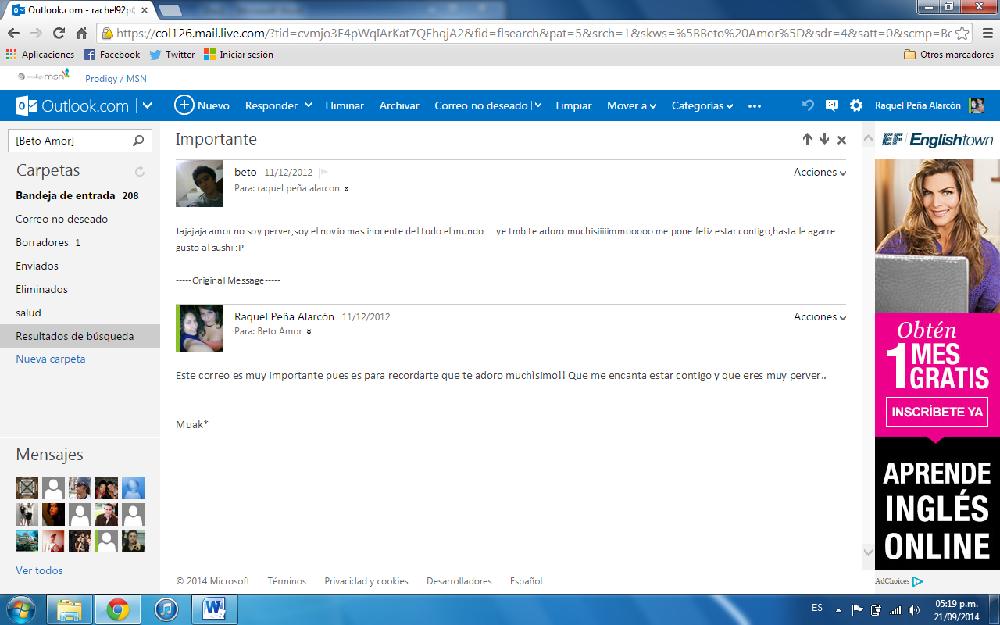 Outlook.com - rachel92p@
https://col126.mail.live.com/?tid=cvmjo3E4pWqIArKat7QFhqjA2&fid=flsearch&pat=5&srch=1&skws=%5BBeto%20Amor%5D&sdr=4&satt=0&scmp=Be
Aplicaciones Facebook Twitter Iniciar sesión Otros marcadores
prodigy msn Prodigy / MSN
Outlook.com Nuevo Responder Eliminar Archivar Correo no deseado Limpiar Mover a Categorías ••• Raquel Peña Alarcón
[Beto Amor]
Carpetas
Bandeja de entrada 208
Correo no deseado
Borradores 1
Enviados
Eliminados
salud
Resultados de búsqueda
Nueva carpeta
Mensajes
Ver todos
Importante
beto 11/12/2012 Acciones
Para: raquel peña alarcon
Jajajaja amor no soy perver,soy el novio mas inocente del todo el mundo.... ye tmb te adoro muchisiiiiimmooooo me pone feliz estar contigo,hasta le agarre
gusto al sushi :P
-----Original Message-----
Raquel Peña Alarcón 11/12/2012 Acciones
Para: Beto Amor
Este correo es muy importante pues es para recordarte que te adoro muchìsimo!! Que me encanta estar contigo y que eres muy perver..
Muak*
© 2014 Microsoft Términos Privacidad y cookies Desarrolladores Español
EF Englishtown
Obtén
1 MES
GRATIS
INSCRÍBETE YA
APRENDE
INGLÉS
ONLINE
AdChoices
ES 05:19 p.m.
21/09/2014